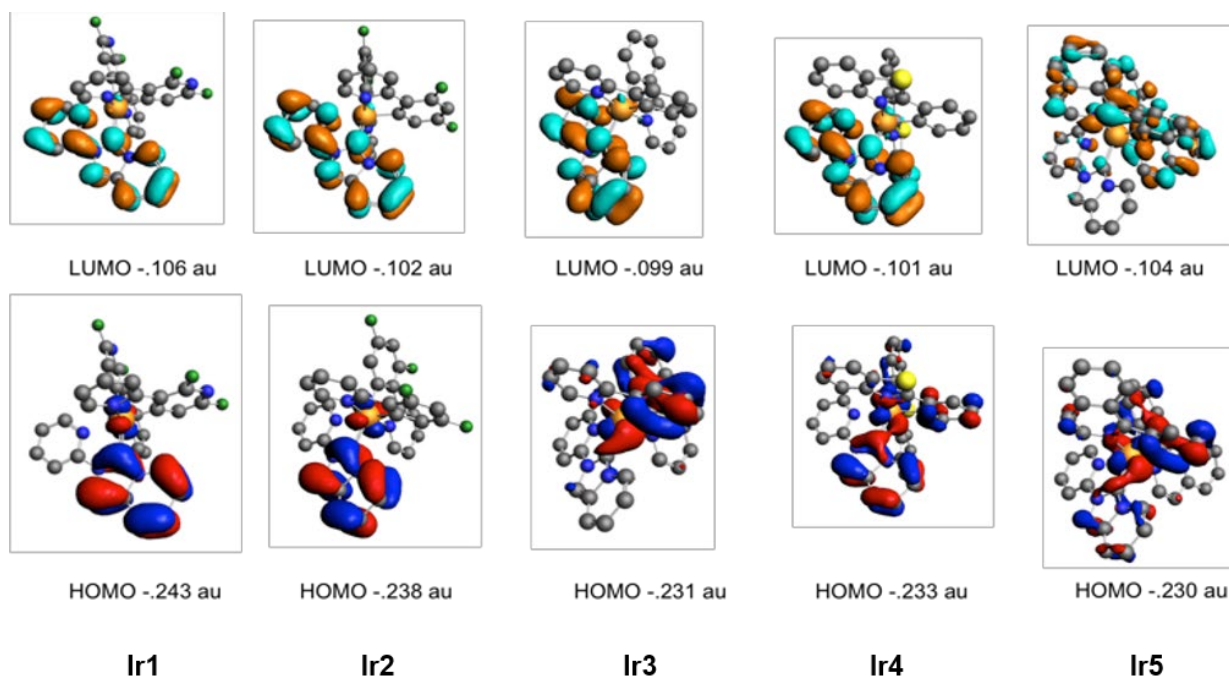 LUMO -.106 au
LUMO -.102 au
LUMO -.099 au
LUMO -.101 au
LUMO -.104 au
HOMO -.243 au
HOMO -.238 au
HOMO -.231 au
HOMO -.233 au
HOMO -.230 au
Ir1
Ir2
Ir3
Ir4
Ir5